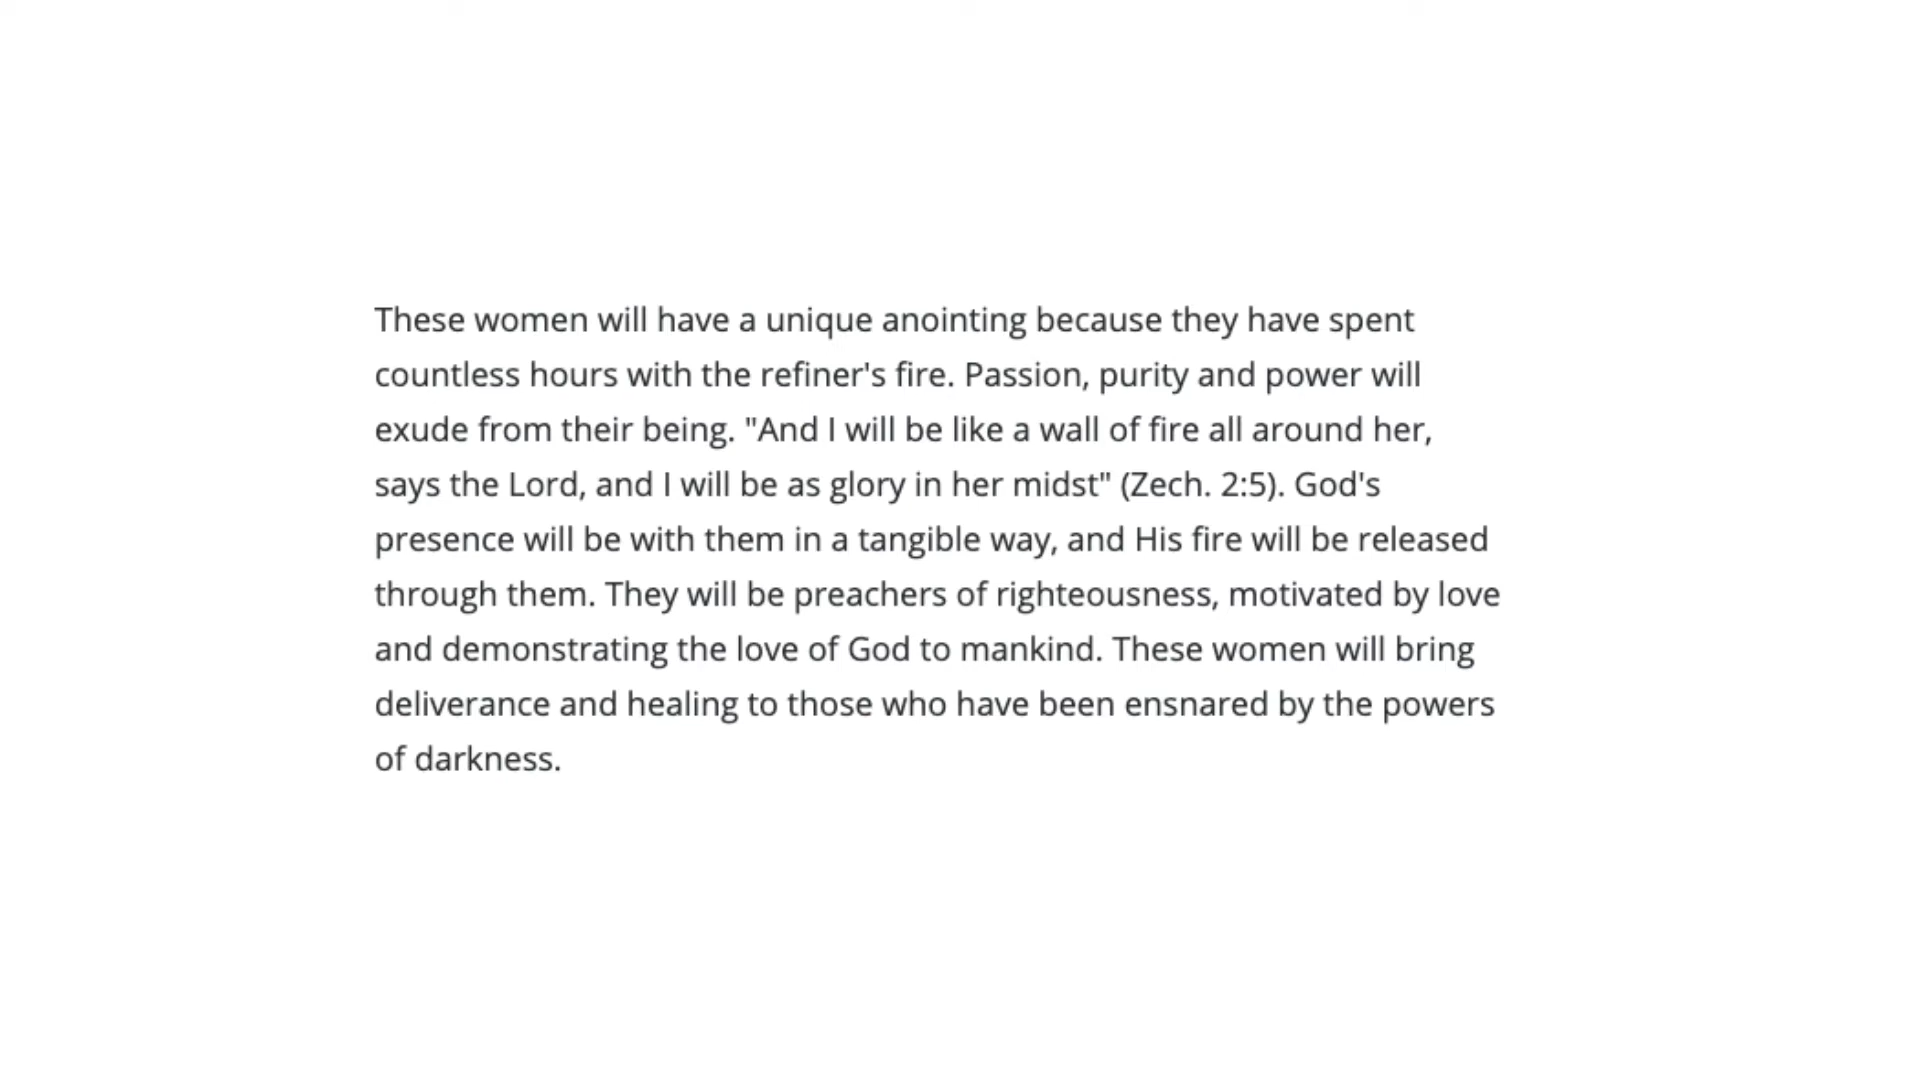 These women will have a unique anointing because they have spent
countless hours with the refiner's fire. Passion, purity and power will
exude from their being. "And I will be like a wall of fire all around her,
says the Lord, and I will be as glory in her midst" (Zech. 2:5). God's
presence will be with them in a tangible way, and His fire will be released
through them. They will be preachers of righteousness, motivated by love
and demonstrating the love of God to mankind. These women will bring
deliverance and healing to those who have been ensnared by the powers
of darkness.